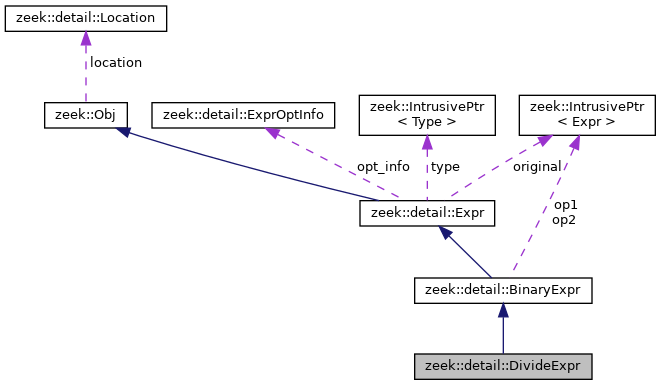 zeek::detail::Location
location
zeek::Obj
zeek::detail::ExprOptInfo
zeek::IntrusivePtr
< Type >
zeek::IntrusivePtr
< Expr >
opt_info
type
original
zeek::detail::Expr
op1
op2
zeek::detail::BinaryExpr
zeek::detail::DivideExpr